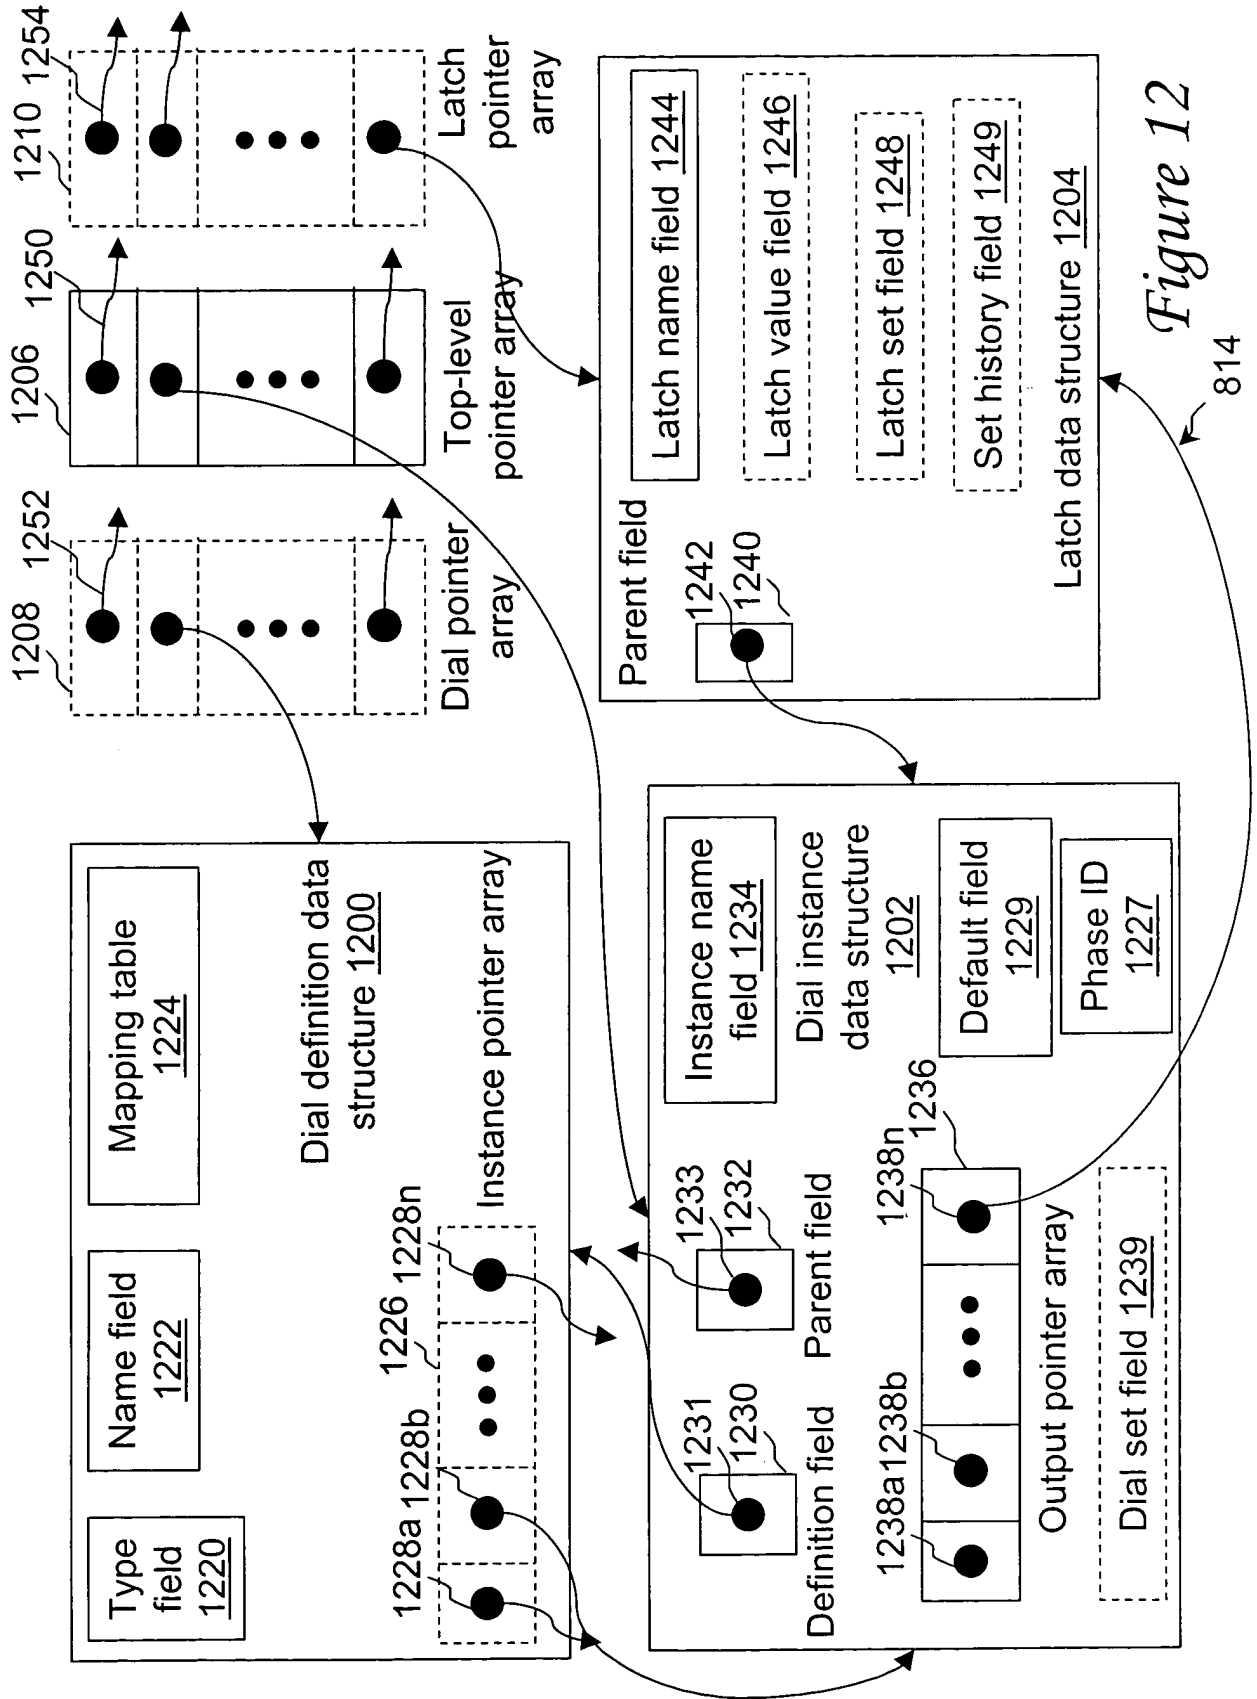 Type
field
1220
Name field
1222
Mapping table
1224
Dial definition data
structure 1200
1228a
1228b
1226
1228n
Instance pointer array
1208
1252
Dial pointer
array
1206
1250
Top-level
pointer array
1210
1254
Latch
pointer
array
1231
1230
Definition field
1233
1232
Parent field
Instance name
field 1234
Dial instance
data structure
1202
1238a
1238b
1238n
1236
Output pointer array
Default field
1229
Phase ID
1227
Dial set field 1239
Parent field
1242
1240
Latch name field 1244
Latch value field 1246
Latch set field 1248
Set history field 1249
Latch data structure 1204
814
Figure 12